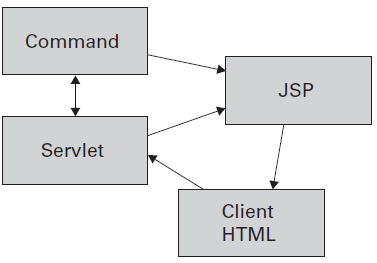 Command
JSP
Servlet
Client
HTML